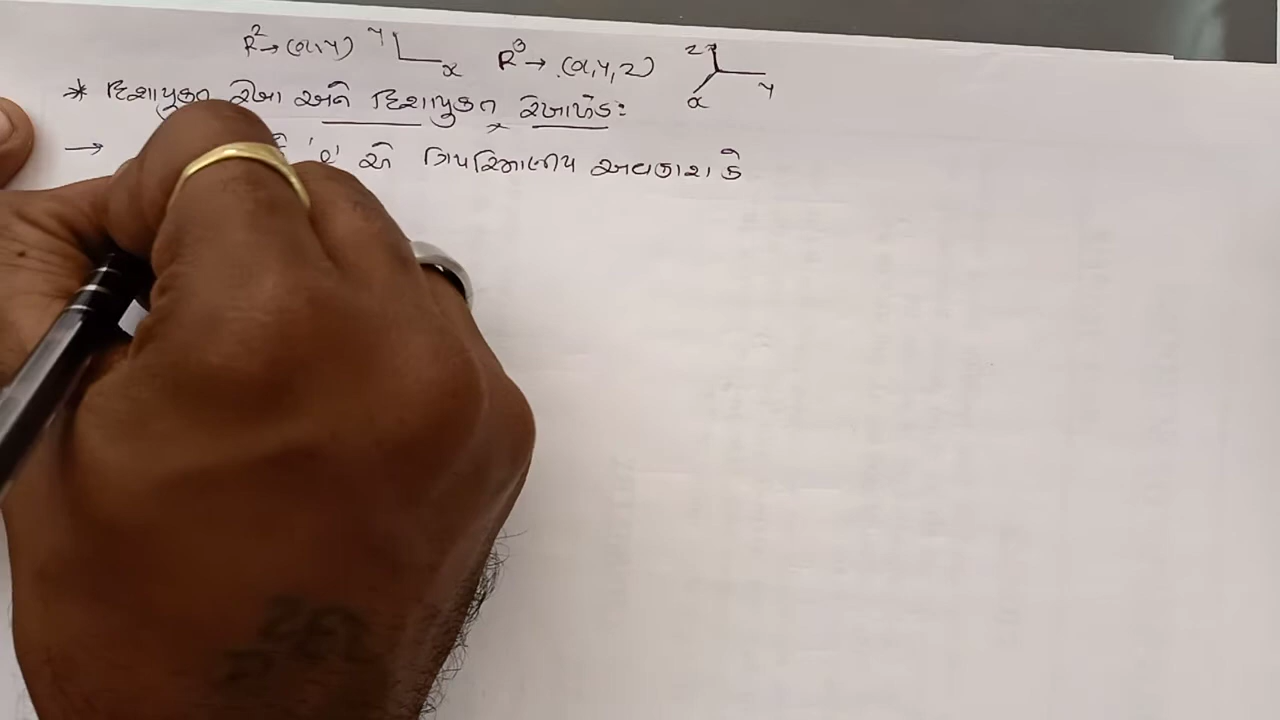 R² → (x,y) y x R³ → (x,y,z) z x y
* દિશાયુક્ત રેખા અને દિશાયુક્ત રેખાખંડ:
→ 'l' એ ત્રિપરિમાણીય અવકાશ કે